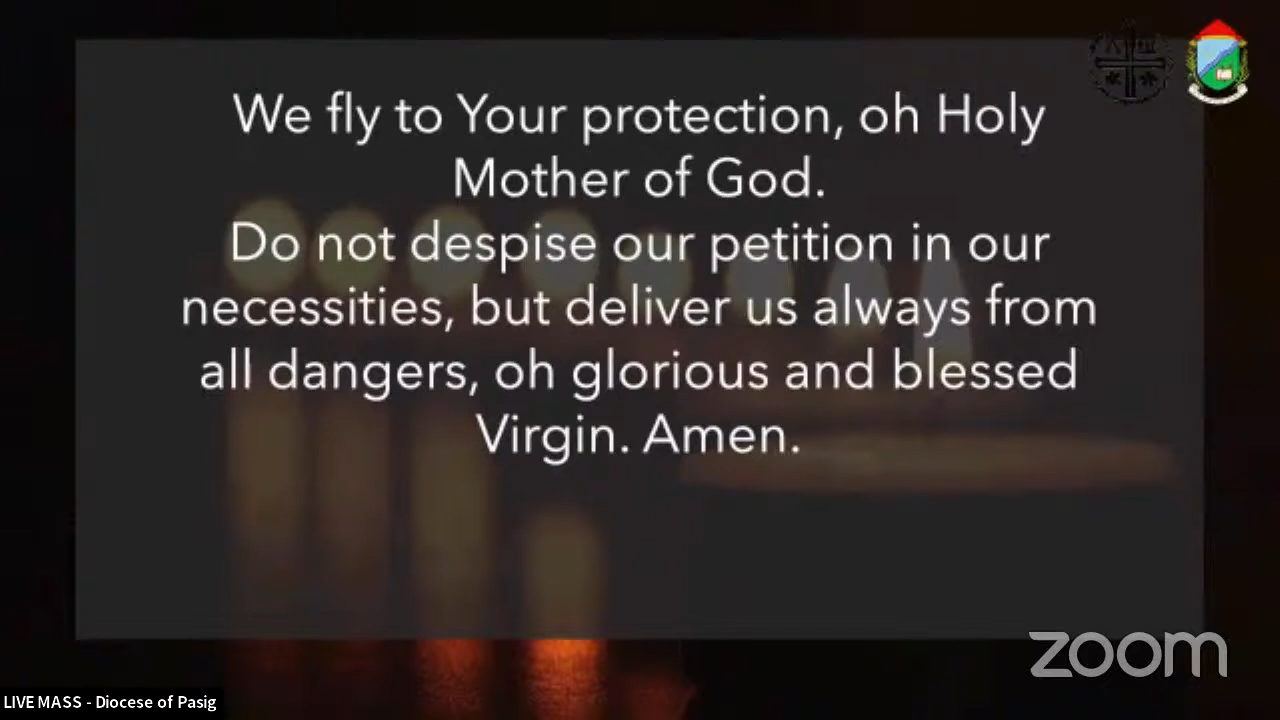 We fly to Your protection, oh Holy
Mother of God.
Do not despise our petition in our
necessities, but deliver us always from
all dangers, oh glorious and blessed
Virgin. Amen.
zoom
LIVE MASS - Diocese of Pasig